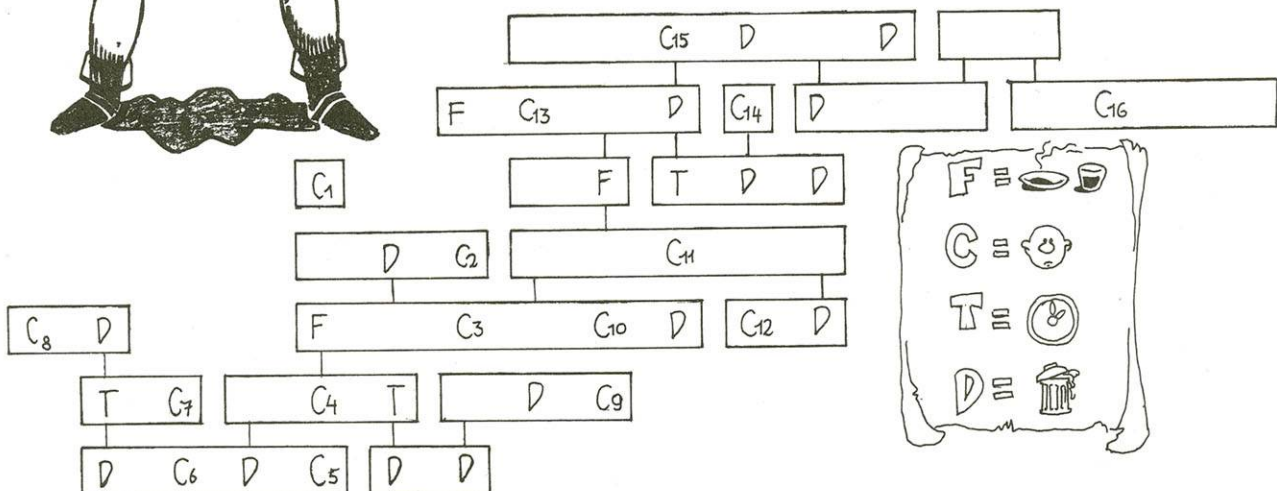 C15 D D
F C13 D C14 D C16
C1 F T D D
D C2 C11
C8 D F C3 C10 D C12 D
T C7 C4 T D C9
D C6 D C5 D D
F =
C =
T =
D =